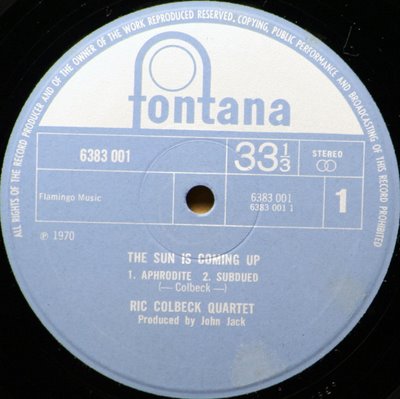 ALL RIGHTS OF THE RECORD PRODUCER AND OF THE OWNER OF THE WORK REPRODUCED RESERVED. COPYING, PUBLIC PERFORMANCE AND BROADCASTING OF THIS RECORD PROHIBITED
fontana
6383 001
33⅓
STEREO
Flamingo Music
6383 001
6383 001 1
1
℗ 1970
THE SUN IS COMING UP
1. APHRODITE 2. SUBDUED
(— Colbeck —)
RIC COLBECK QUARTET
Produced by John Jack